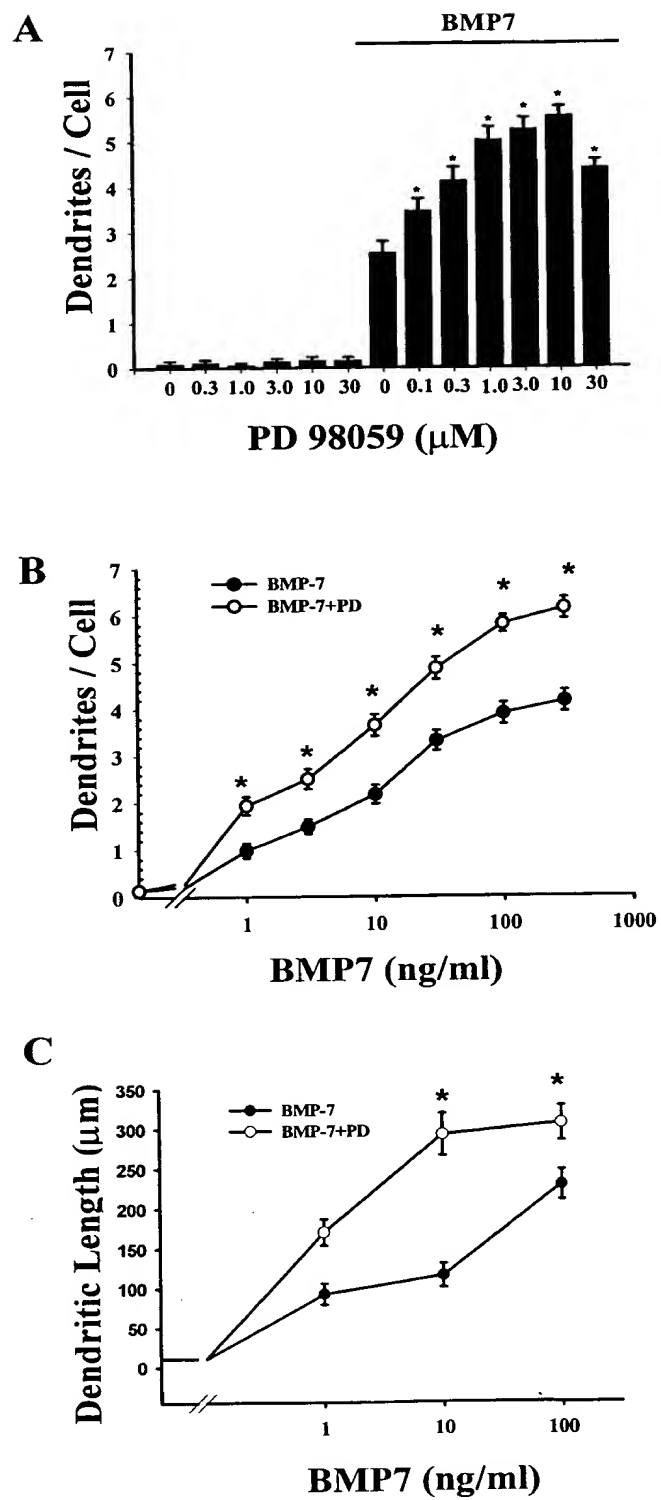 A
BMP7
Dendrites / Cell
7
6
5
4
3
2
1
0
* * * * * *
0 0.3 1.0 3.0 10 30 0 0.1 0.3 1.0 3.0 10 30
PD 98059 (μM)
B
Dendrites / Cell
7
6
5
4
3
2
1
0
BMP-7
BMP-7+PD
* * * * * *
1 10 100 1000
BMP7 (ng/ml)
C
Dendritic Length (μm)
350
300
250
200
150
100
50
0
BMP-7
BMP-7+PD
* *
1 10 100
BMP7 (ng/ml)